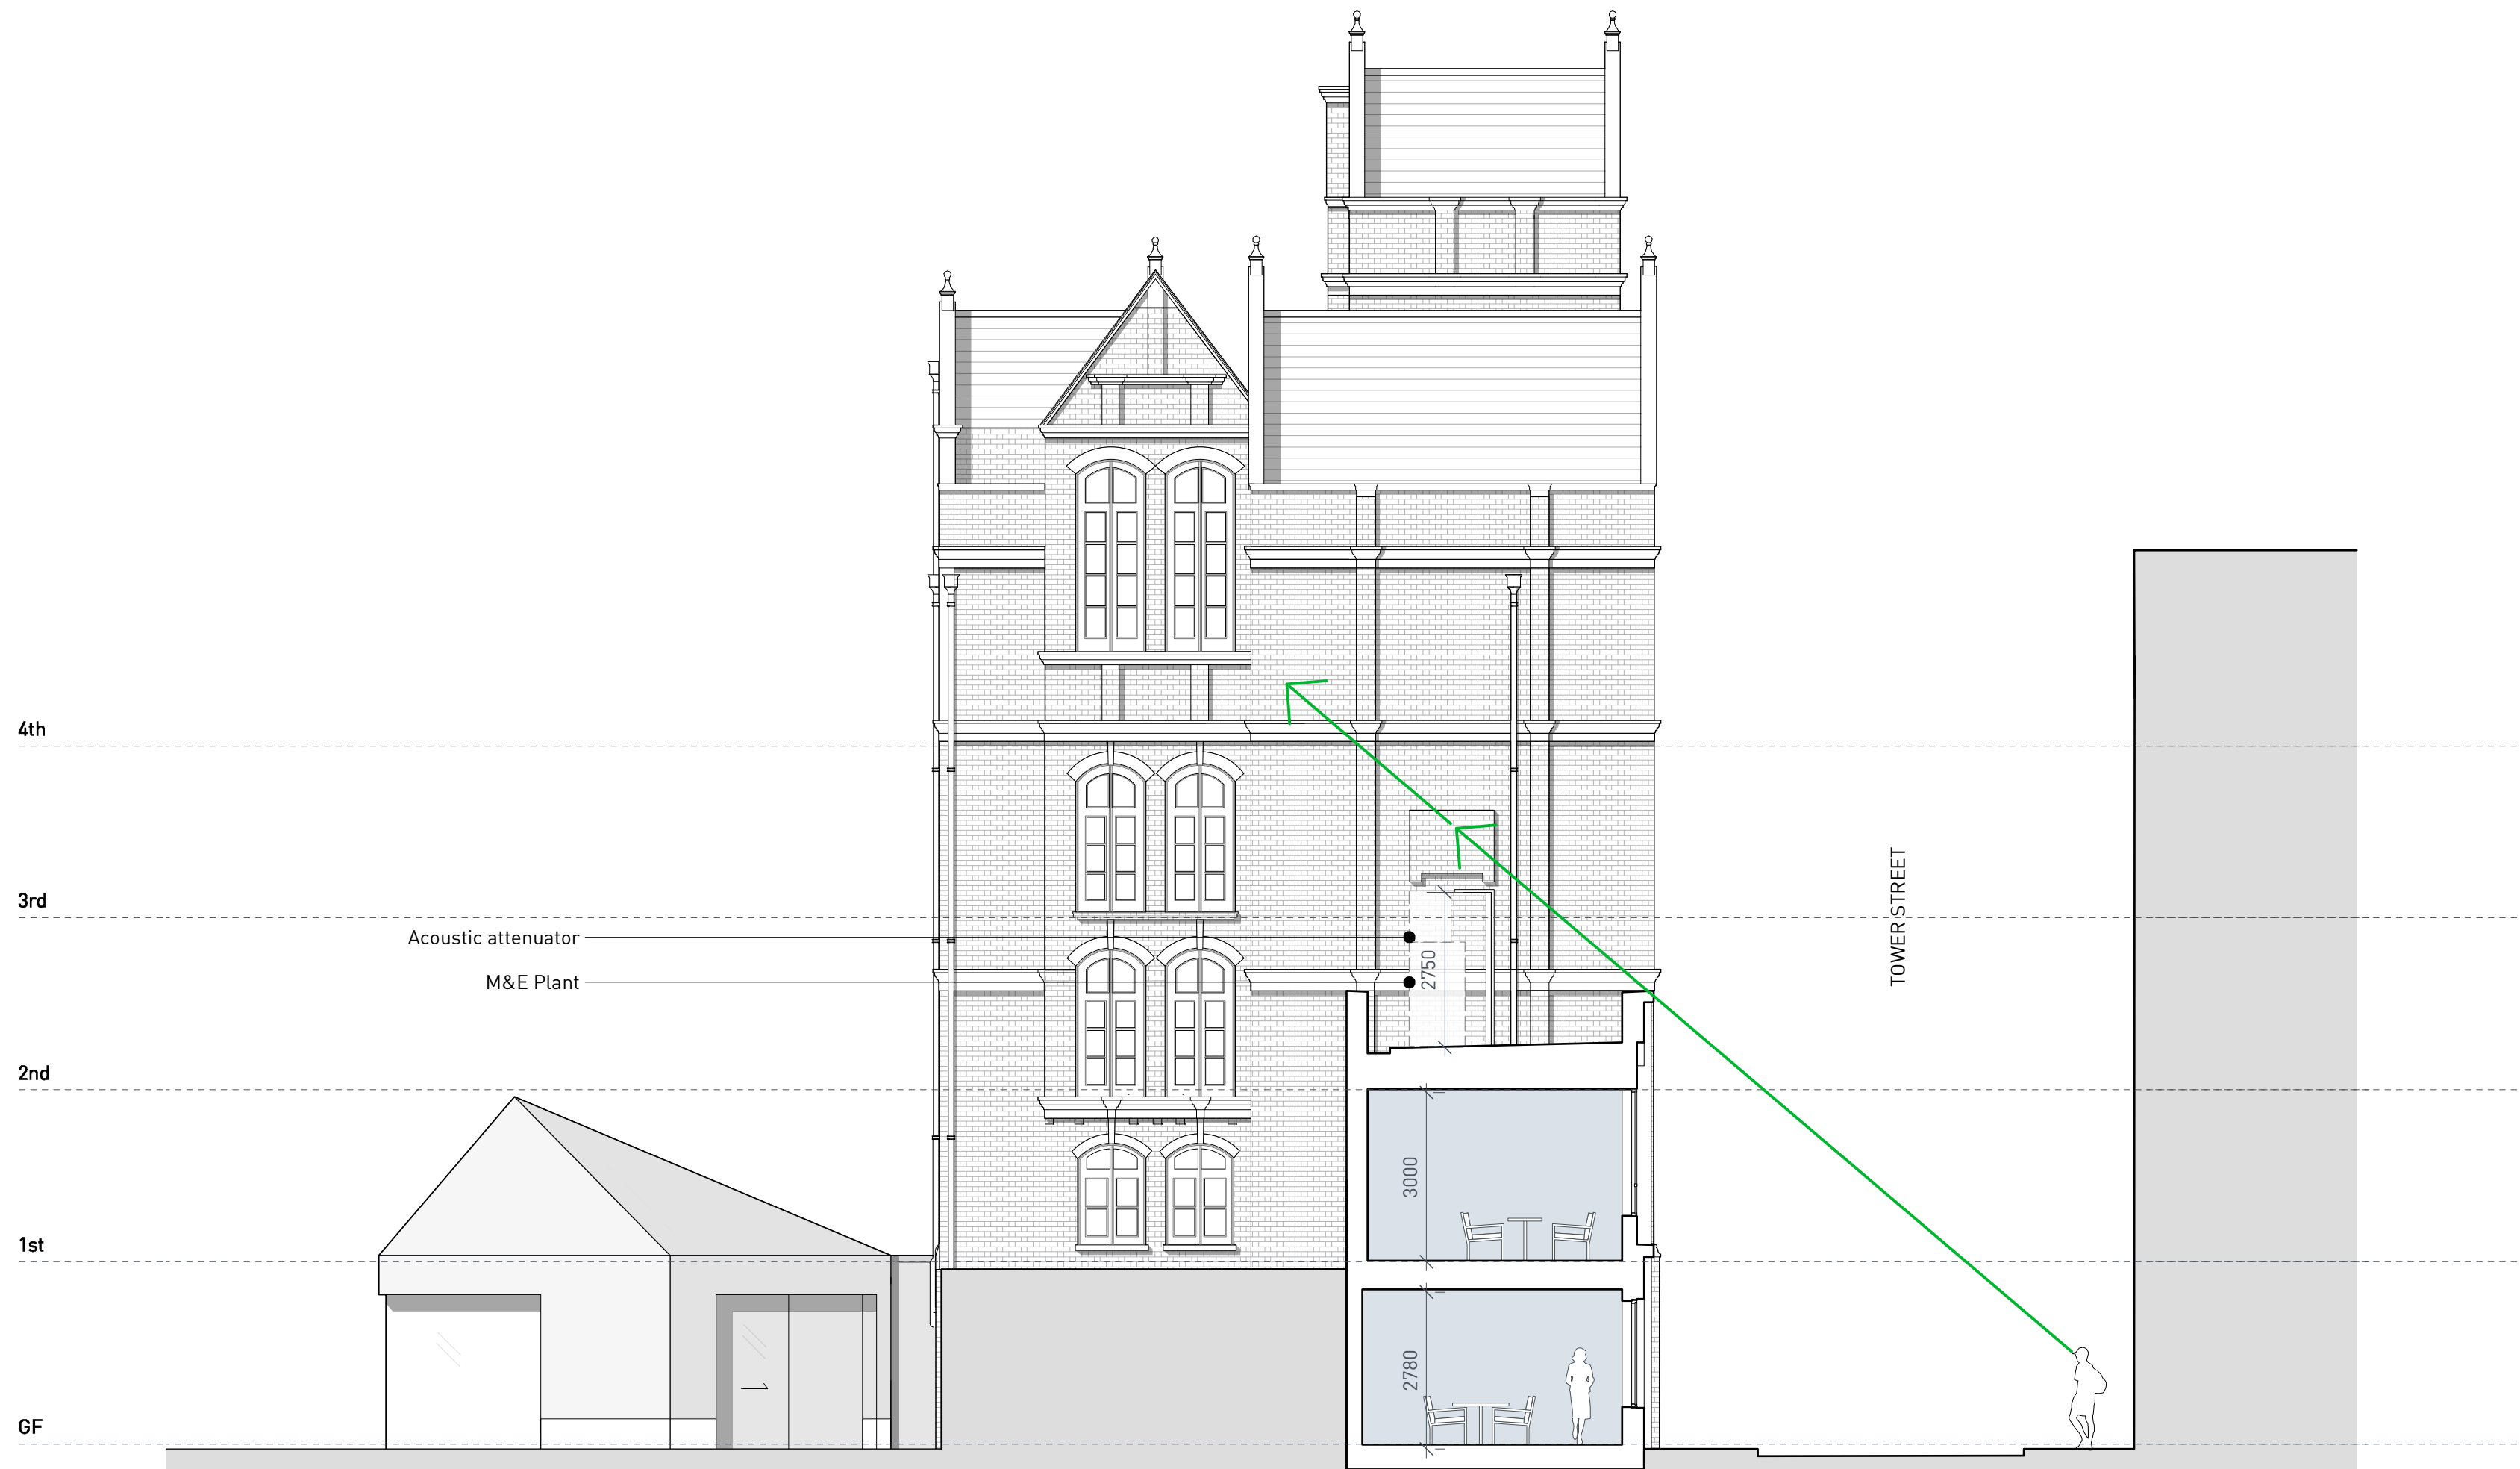 4th
3rd
Acoustic attenuator
M&E Plant
2750
TOWER STREET
2nd
3000
1st
2780
GF